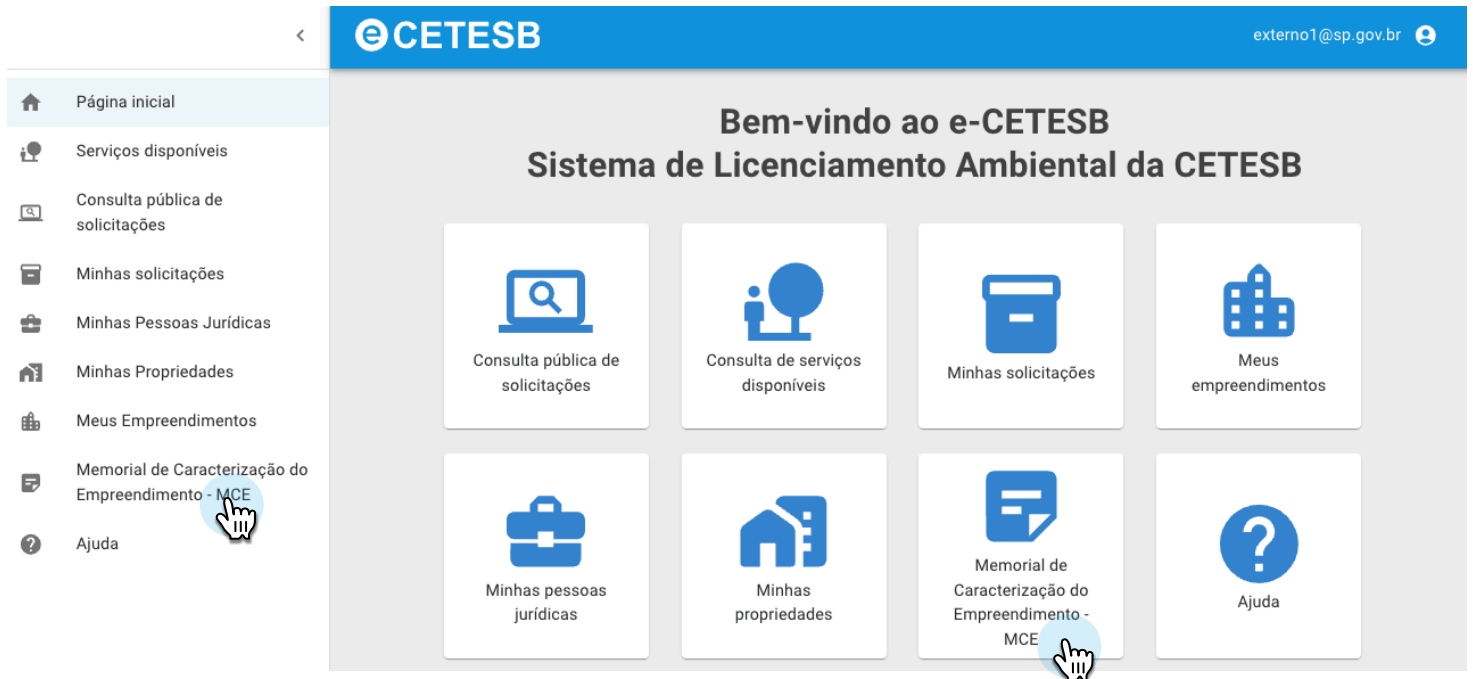 eCETESB
externo1@sp.gov.br
Página inicial
Serviços disponíveis
Consulta pública de
solicitações
Minhas solicitações
Minhas Pessoas Jurídicas
Minhas Propriedades
Meus Empreendimentos
Memorial de Caracterização do
Empreendimento - MCE
Ajuda
Bem-vindo ao e-CETESB
Sistema de Licenciamento Ambiental da CETESB
Consulta pública de
solicitações
Consulta de serviços
disponíveis
Minhas solicitações
Meus
empreendimentos
Minhas pessoas
jurídicas
Minhas
propriedades
Memorial de
Caracterização do
Empreendimento -
MCE
Ajuda